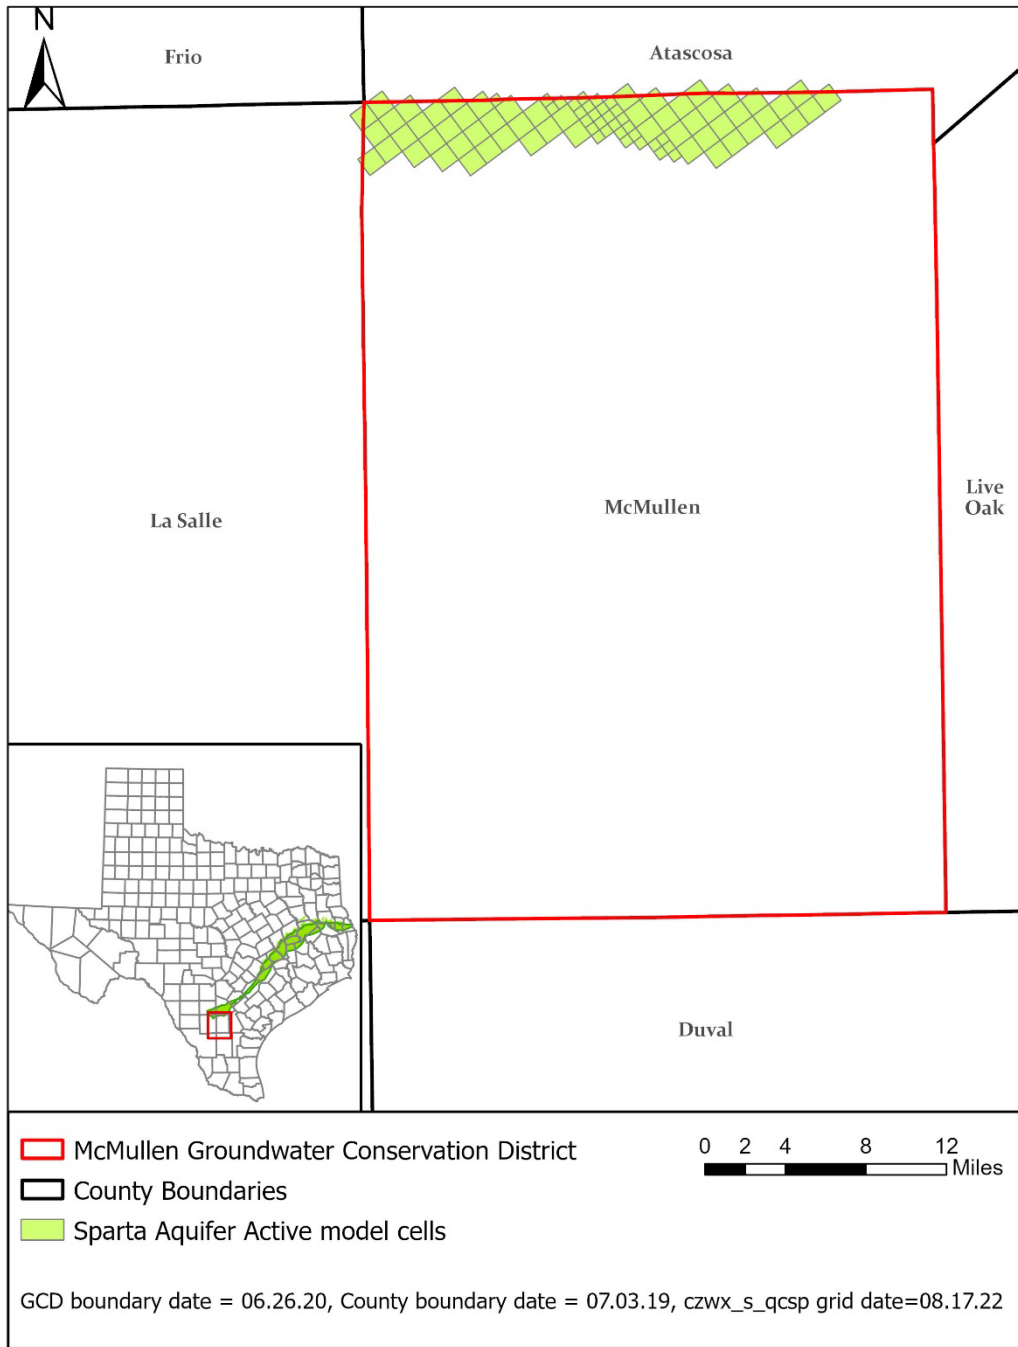 N
Frio
Atascosa
La Salle
McMullen
Live
Oak
Duval
McMullen Groundwater Conservation District
County Boundaries
Sparta Aquifer Active model cells
0 2 4 8 12
Miles
GCD boundary date = 06.26.20, County boundary date = 07.03.19, czwx_s_qcsp grid date=08.17.22